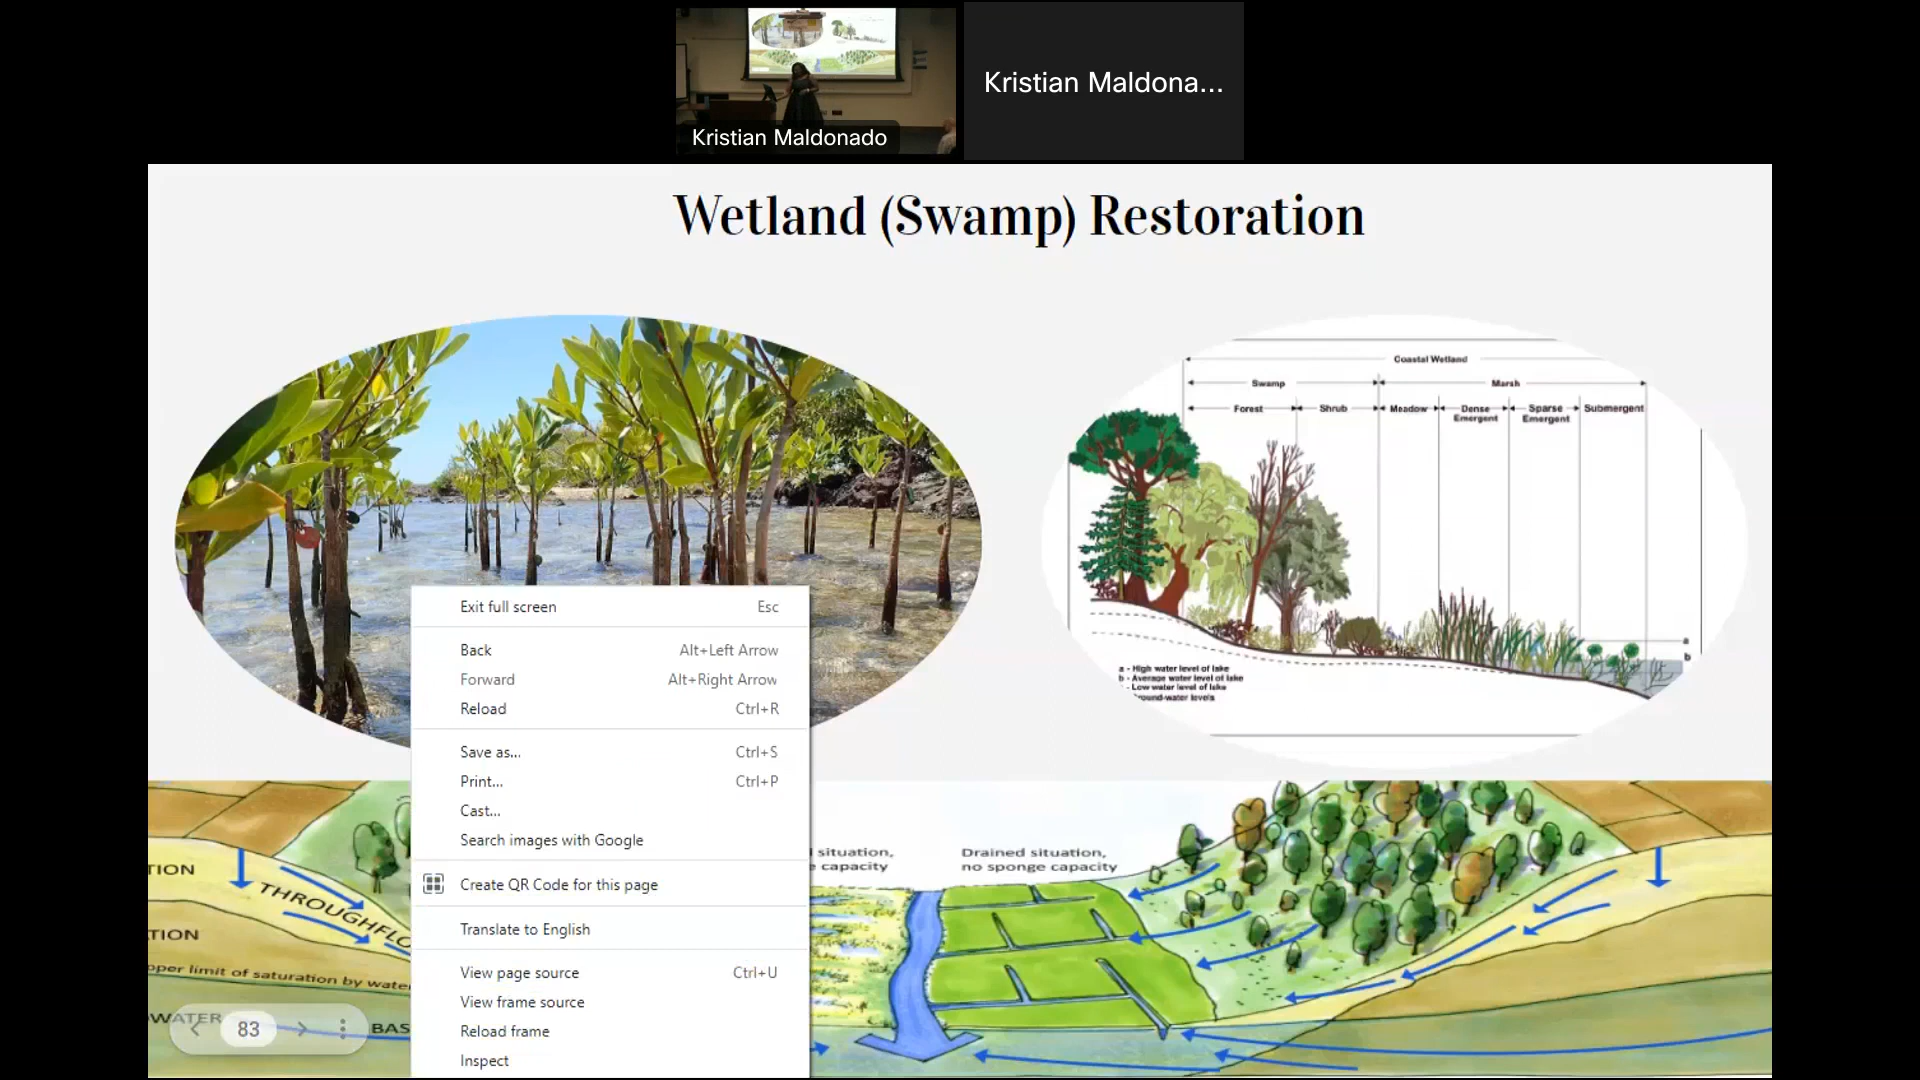 Kristian Maldonado
Kristian Maldona...
Wetland (Swamp) Restoration
Coastal Wetland
Swamp
Marsh
Forest
Shrub
Meadow
Dense Emergent
Sparse Emergent
Submergent
a
b
a - High water level of lake
b - Average water level of lake
- Low water level of lake
round-water levels
Exit full screen Esc
Back Alt+Left Arrow
Forward Alt+Right Arrow
Reload Ctrl+R
Save as... Ctrl+S
Print... Ctrl+P
Cast...
Search images with Google
Create QR Code for this page
Translate to English
View page source Ctrl+U
View frame source
Reload frame
Inspect
situation,
capacity
Drained situation,
no sponge capacity
TION
THROUGHFLO
TION
pper limit of saturation by water
WATER
BAS
83